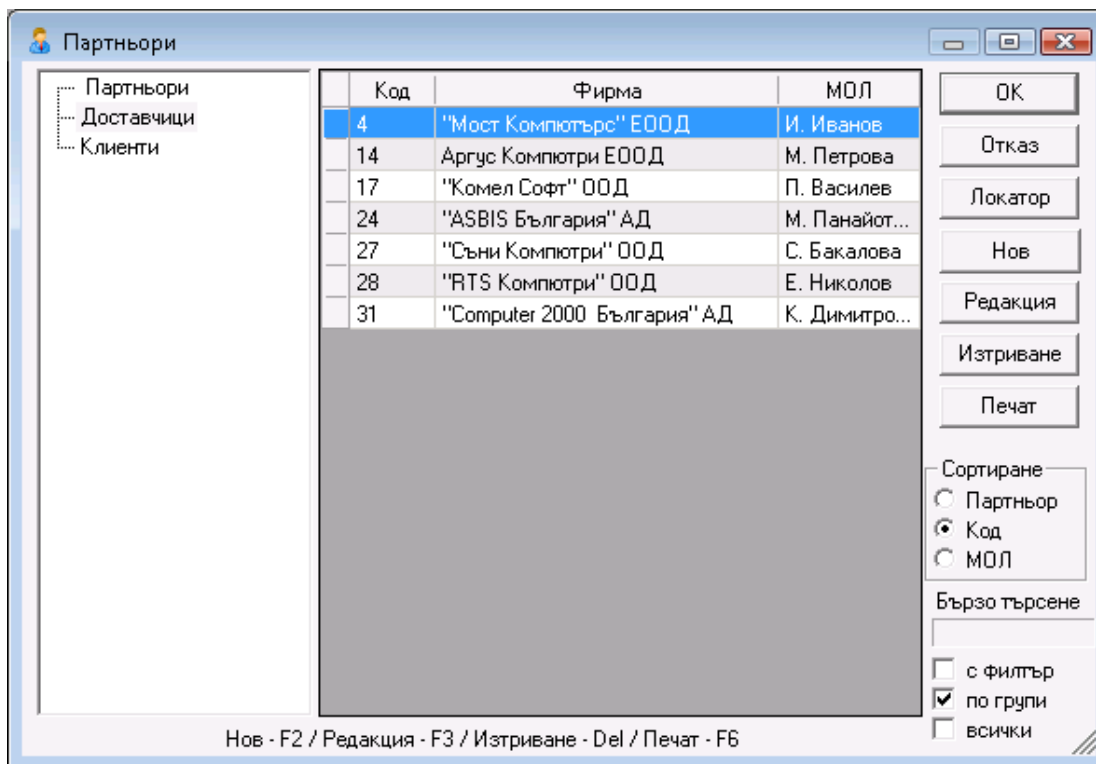 Партньори
Партньори
Доставчици
Клиенти
Код Фирма МОЛ
4 "Мост Компютърс" ЕООД И. Иванов
14 Аргус Компютри ЕООД М. Петрова
17 "Комел Софт" ООД П. Василев
24 "ASBIS България" АД М. Панайот...
27 "Съни Компютри" ООД С. Бакалова
28 "RTS Компютри" ООД Е. Николов
31 "Computer 2000 България" АД К. Димитро...
OK
Отказ
Локатор
Нов
Редакция
Изтриване
Печат
Сортиране
Партньор
Код
МОЛ
Бързо търсене
с филтър
по групи
всички
Нов - F2 / Редакция - F3 / Изтриване - Del / Печат - F6